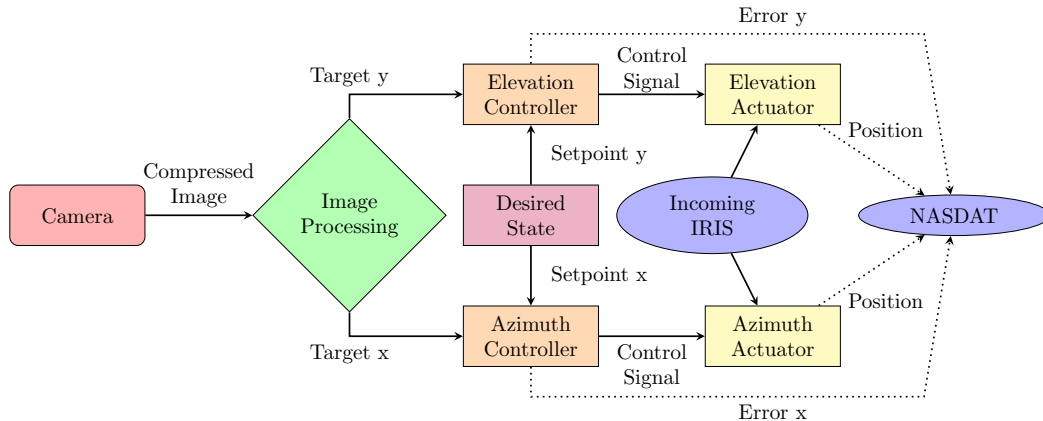 Error y
Target y
Elevation
Controller
Control
Signal
Elevation
Actuator
Position
Compressed
Image
Setpoint y
Camera
Image
Processing
Desired
State
Incoming
IRIS
NASDAT
Setpoint x
Position
Target x
Azimuth
Controller
Control
Signal
Azimuth
Actuator
Error x